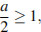 a/2 ≥ 1,